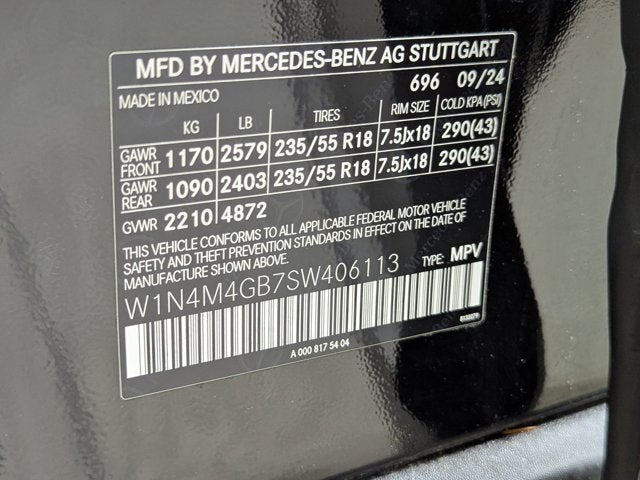 MFD BY MERCEDES-BENZ AG STUTTGART
696 09/24
MADE IN MEXICO
KG LB TIRES RIM SIZE COLD KPA(PSI)
GAWR FRONT 1170 2579 235/55 R18 7.5Jx18 290(43)
GAWR REAR 1090 2403 235/55 R18 7.5Jx18 290(43)
GVWR 2210 4872
THIS VEHICLE CONFORMS TO ALL APPLICABLE FEDERAL MOTOR VEHICLE
SAFETY AND THEFT PREVENTION STANDARDS IN EFFECT ON THE DATE OF
MANUFACTURE SHOWN ABOVE.
TYPE: MPV
W1N4M4GB7SW406113
A 000 817 54 04